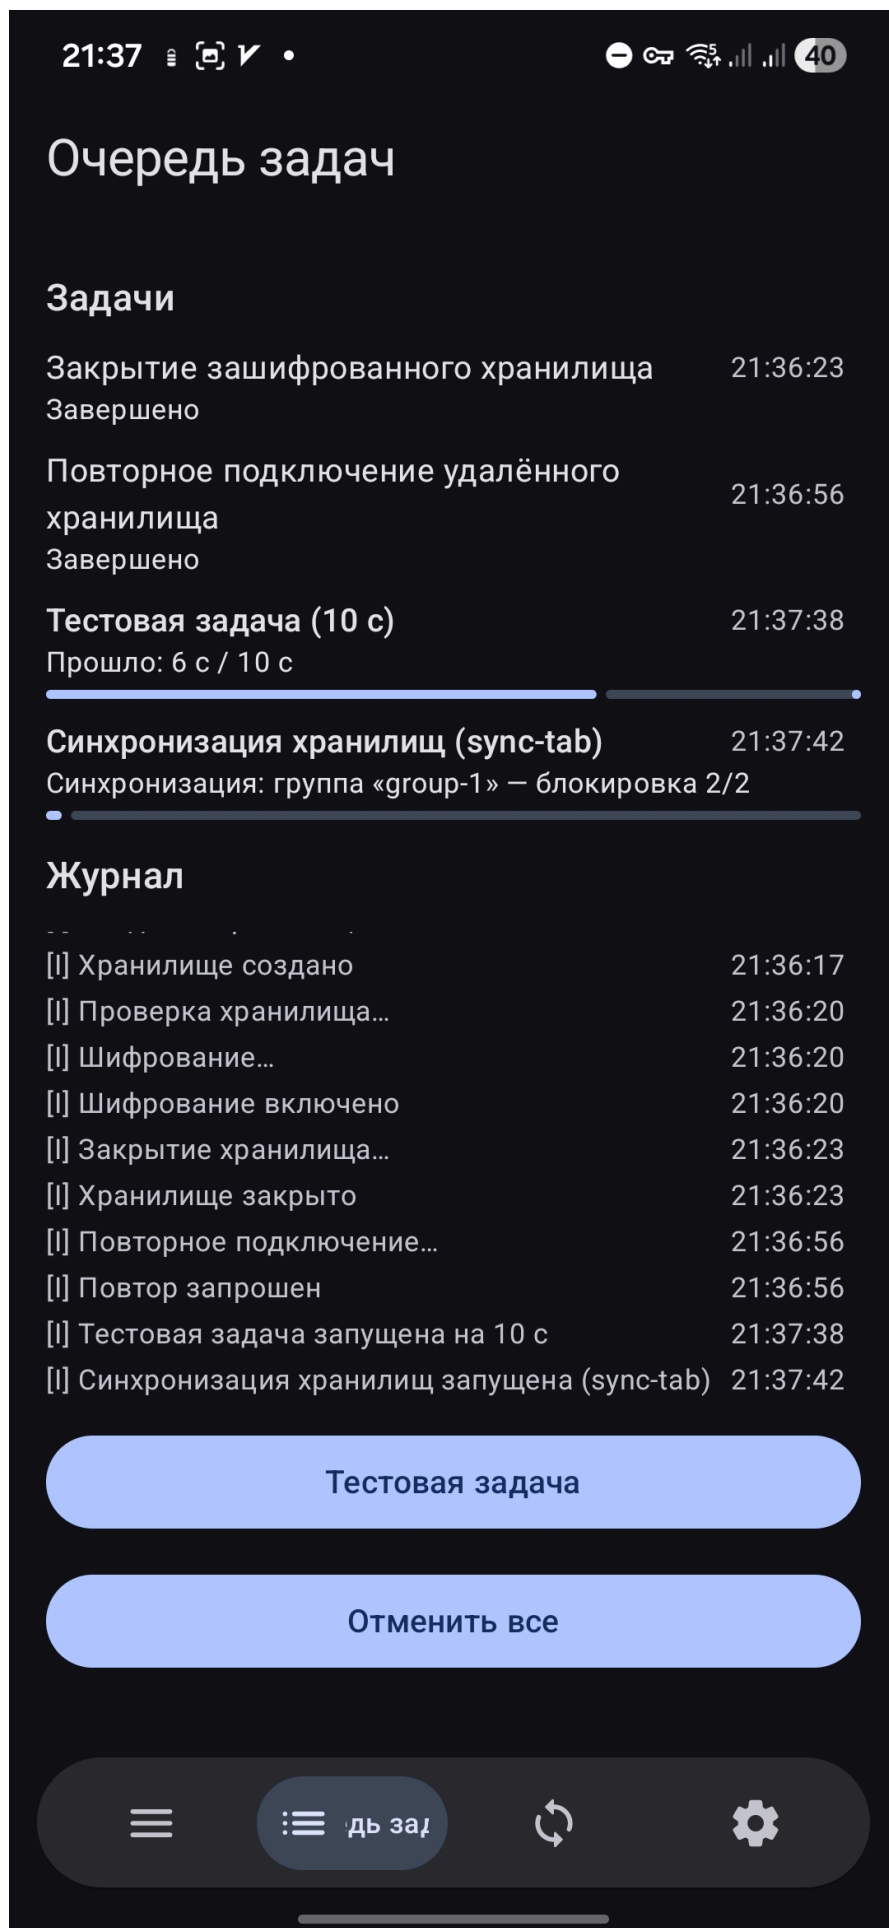 21:37
40
Очередь задач
Задачи
Закрытие зашифрованного хранилища 21:36:23
Завершено
Повторное подключение удалённого
хранилища 21:36:56
Завершено
Тестовая задача (10 с) 21:37:38
Прошло: 6 с / 10 с
Синхронизация хранилищ (sync-tab) 21:37:42
Синхронизация: группа «group-1» — блокировка 2/2
Журнал
[I] Хранилище создано 21:36:17
[I] Проверка хранилища… 21:36:20
[I] Шифрование… 21:36:20
[I] Шифрование включено 21:36:20
[I] Закрытие хранилища… 21:36:23
[I] Хранилище закрыто 21:36:23
[I] Повторное подключение… 21:36:56
[I] Повтор запрошен 21:36:56
[I] Тестовая задача запущена на 10 с 21:37:38
[I] Синхронизация хранилищ запущена (sync-tab) 21:37:42
Тестовая задача
Отменить все
дь зад